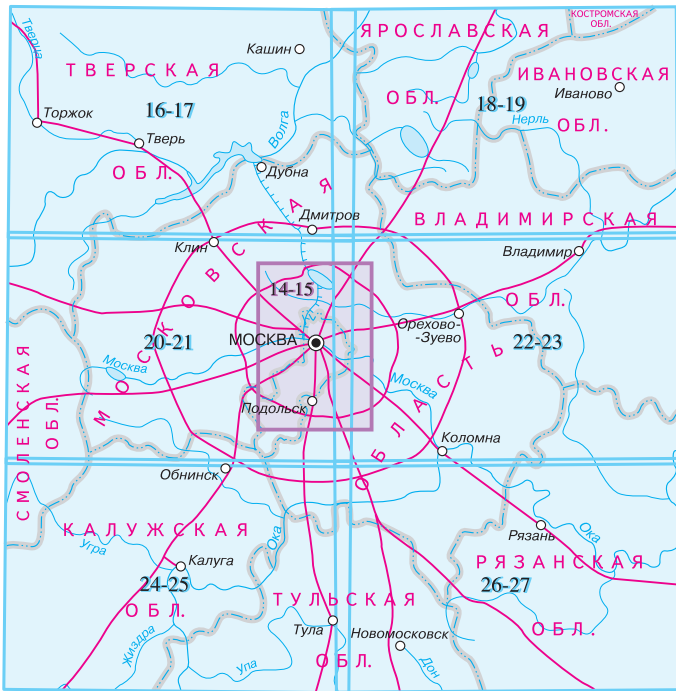 КОСТРОМСКАЯ
ОБЛ.
ЯРОСЛАВСКАЯ
ОБЛ.
Тверца
Кашин
ТВЕРСКАЯ
ОБЛ.
ИВАНОВСКАЯ
ОБЛ.
Иваново
16-17
18-19
Торжок
Тверь
Волга
Нерль
Дубна
Дмитров
ВЛАДИМИРСКАЯ
ОБЛ.
Клин
Владимир
МОСКОВСКАЯ
14-15
Орехово-
-Зуево
20-21
МОСКВА
22-23
Москва
Москва
ОБЛАСТЬ
СМОЛЕНСКАЯ
ОБЛ.
Подольск
Коломна
Обнинск
КАЛУЖСКАЯ
ОБЛ.
Угра
Ока
Ока
Рязань
РЯЗАНСКАЯ
ОБЛ.
Калуга
24-25
26-27
ТУЛЬСКАЯ
ОБЛ.
Жиздра
Тула
Новомосковск
Упа
Дон